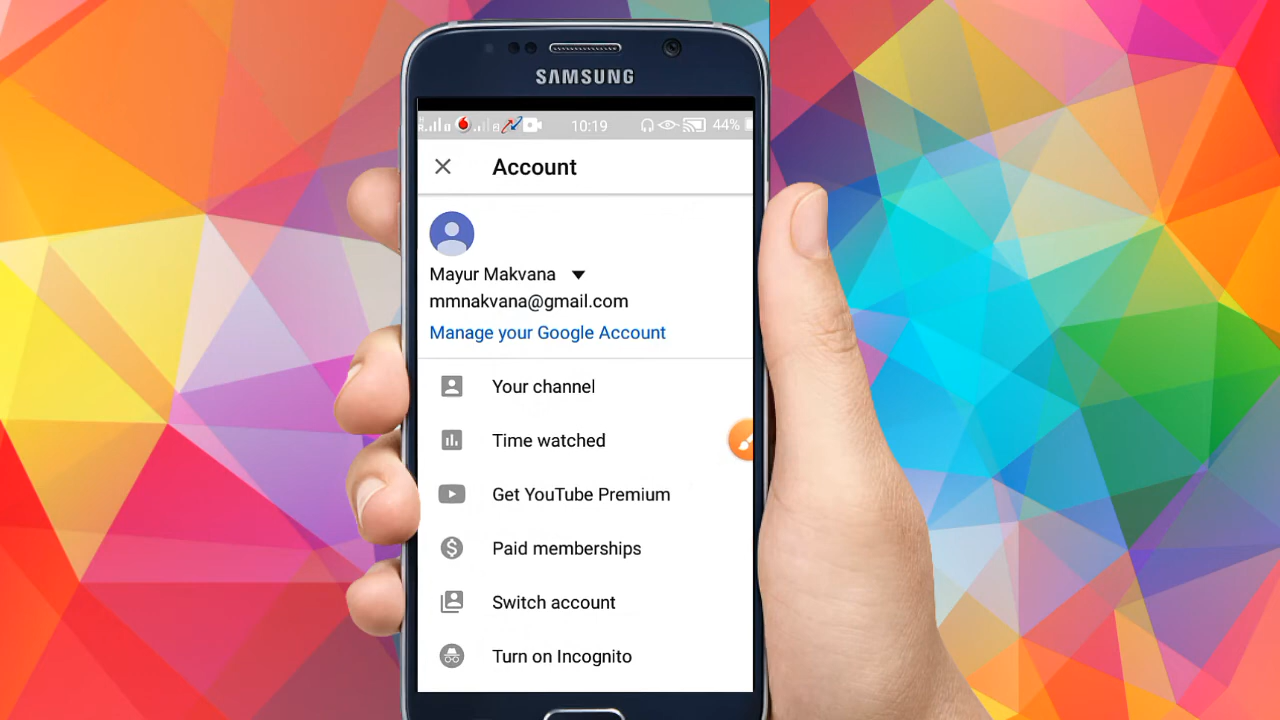 SAMSUNG
10:19 44%
Account
Mayur Makvana
mmnakvana@gmail.com
Manage your Google Account
Your channel
Time watched
Get YouTube Premium
Paid memberships
Switch account
Turn on Incognito